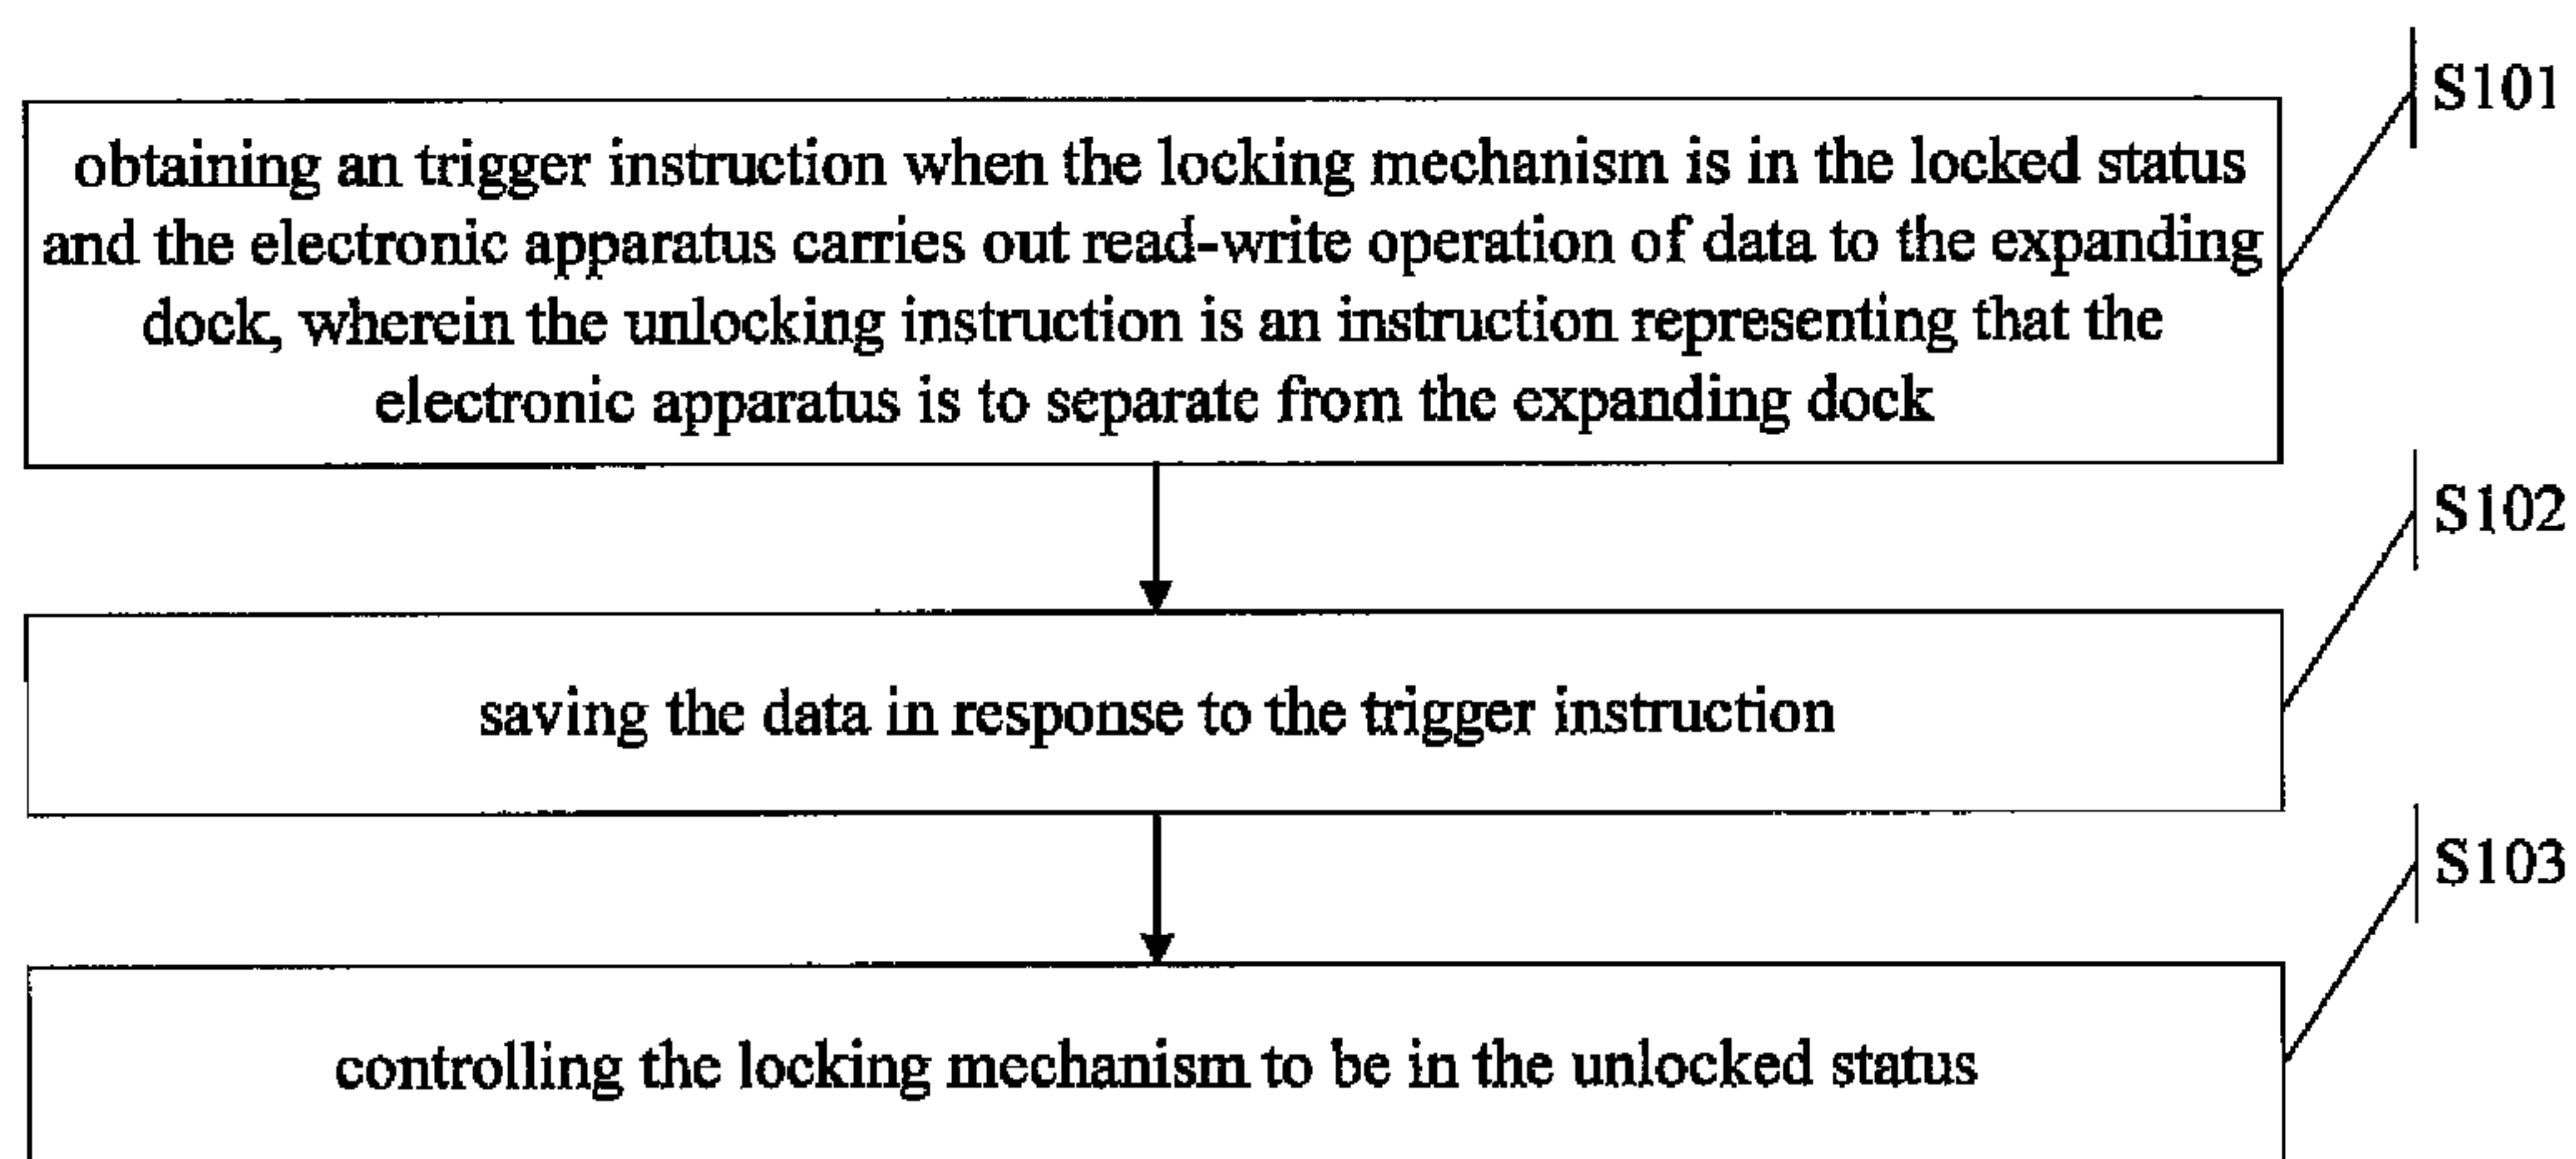 S101
obtaining an trigger instruction when the locking mechanism is in the locked status
and the electronic apparatus carries out read-write operation of data to the expanding
dock, wherein the unlocking instruction is an instruction representing that the
electronic apparatus is to separate from the expanding dock
S102
saving the data in response to the trigger instruction
S103
controlling the locking mechanism to be in the unlocked status